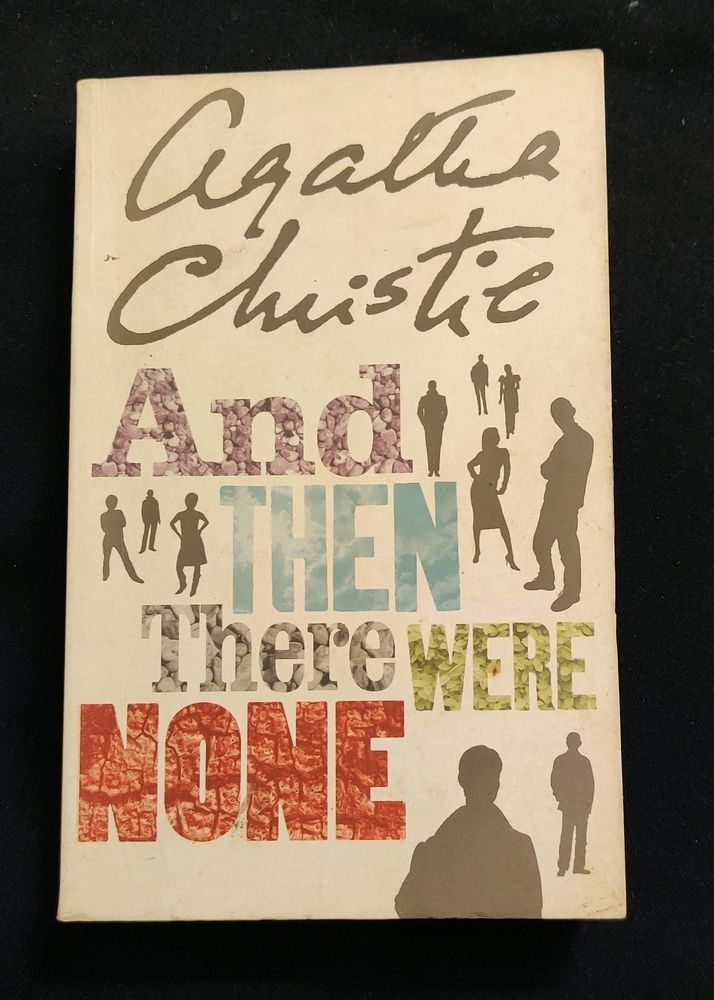 Agatha
Christie
And
THEN
There WERE
NONE